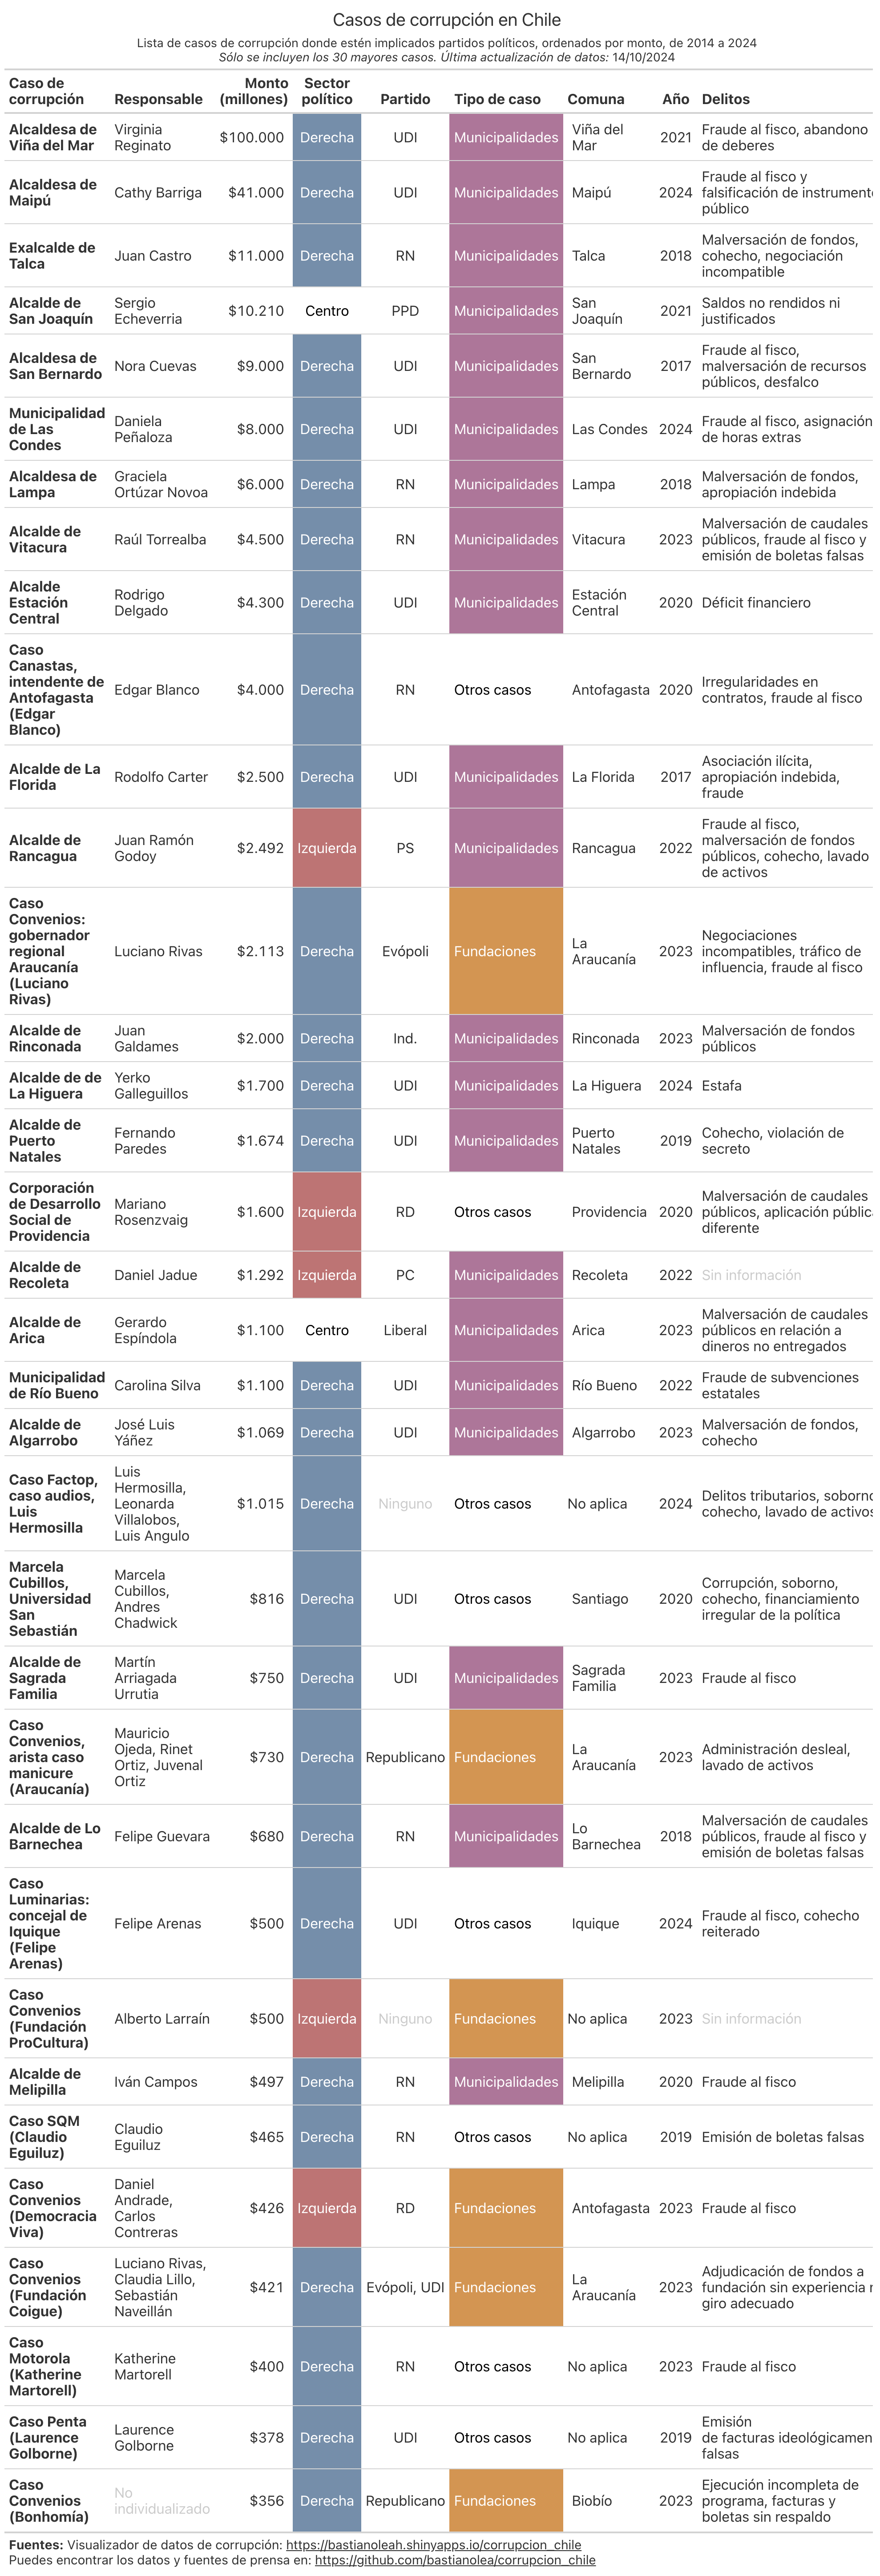 Casos de corrupción en Chile
Lista de casos de corrupción donde estén implicados partidos políticos, ordenados por monto, de 2014 a 2024
Sólo se incluyen los 30 mayores casos. Última actualización de datos: 14/10/2024
Caso de corrupción Responsable Monto (millones) Sector político Partido Tipo de caso Comuna Año Delitos
Alcaldesa de Viña del Mar Virginia Reginato $100.000 Derecha UDI Municipalidades Viña del Mar 2021 Fraude al fisco, abandono de deberes
Alcaldesa de Maipú Cathy Barriga $41.000 Derecha UDI Municipalidades Maipú 2024 Fraude al fisco y falsificación de instrument público
Exalcalde de Talca Juan Castro $11.000 Derecha RN Municipalidades Talca 2018 Malversación de fondos, cohecho, negociación incompatible
Alcalde de San Joaquín Sergio Echeverria $10.210 Centro PPD Municipalidades San Joaquín 2021 Saldos no rendidos ni justificados
Alcaldesa de San Bernardo Nora Cuevas $9.000 Derecha UDI Municipalidades San Bernardo 2017 Fraude al fisco, malversación de recursos públicos, desfalco
Municipalidad de Las Condes Daniela Peñaloza $8.000 Derecha UDI Municipalidades Las Condes 2024 Fraude al fisco, asignación de horas extras
Alcaldesa de Lampa Graciela Ortúzar Novoa $6.000 Derecha RN Municipalidades Lampa 2018 Malversación de fondos, apropiación indebida
Alcalde de Vitacura Raúl Torrealba $4.500 Derecha RN Municipalidades Vitacura 2023 Malversación de caudales públicos, fraude al fisco y emisión de boletas falsas
Alcalde Estación Central Rodrigo Delgado $4.300 Derecha UDI Municipalidades Estación Central 2020 Déficit financiero
Caso Canastas, intendente de Antofagasta (Edgar Blanco) Edgar Blanco $4.000 Derecha RN Otros casos Antofagasta 2020 Irregularidades en contratos, fraude al fisco
Alcalde de La Florida Rodolfo Carter $2.500 Derecha UDI Municipalidades La Florida 2017 Asociación ilícita, apropiación indebida, fraude
Alcalde de Rancagua Juan Ramón Godoy $2.492 Izquierda PS Municipalidades Rancagua 2022 Fraude al fisco, malversación de fondos públicos, cohecho, lavado de activos
Caso Convenios: gobernador regional Araucanía (Luciano Rivas) Luciano Rivas $2.113 Derecha Evópoli Fundaciones La Araucanía 2023 Negociaciones incompatibles, tráfico de influencia, fraude al fisco
Alcalde de Rinconada Juan Galdames $2.000 Derecha Ind. Municipalidades Rinconada 2023 Malversación de fondos públicos
Alcalde de de La Higuera Yerko Galleguillos $1.700 Derecha UDI Municipalidades La Higuera 2024 Estafa
Alcalde de Puerto Natales Fernando Paredes $1.674 Derecha UDI Municipalidades Puerto Natales 2019 Cohecho, violación de secreto
Corporación de Desarrollo Social de Providencia Mariano Rosenzvaig $1.600 Izquierda RD Otros casos Providencia 2020 Malversación de caudales públicos, aplicación públic diferente
Alcalde de Recoleta Daniel Jadue $1.292 Izquierda PC Municipalidades Recoleta 2022 Sin información
Alcalde de Arica Gerardo Espíndola $1.100 Centro Liberal Municipalidades Arica 2023 Malversación de caudales públicos en relación a dineros no entregados
Municipalidad de Río Bueno Carolina Silva $1.100 Derecha UDI Municipalidades Río Bueno 2022 Fraude de subvenciones estatales
Alcalde de Algarrobo José Luis Yáñez $1.069 Derecha UDI Municipalidades Algarrobo 2023 Malversación de fondos, cohecho
Caso Factop, caso audios, Luis Hermosilla Luis Hermosilla, Leonarda Villalobos, Luis Angulo $1.015 Derecha Ninguno Otros casos No aplica 2024 Delitos tributarios, soborno cohecho, lavado de activos
Marcela Cubillos, Universidad San Sebastián Marcela Cubillos, Andres Chadwick $816 Derecha UDI Otros casos Santiago 2020 Corrupción, soborno, cohecho, financiamiento irregular de la política
Alcalde de Sagrada Familia Martín Arriagada Urrutia $750 Derecha UDI Municipalidades Sagrada Familia 2023 Fraude al fisco
Caso Convenios, arista caso manicure (Araucanía) Mauricio Ojeda, Rinet Ortiz, Juvenal Ortiz $730 Derecha Republicano Fundaciones La Araucanía 2023 Administración desleal, lavado de activos
Alcalde de Lo Barnechea Felipe Guevara $680 Derecha RN Municipalidades Lo Barnechea 2018 Malversación de caudales públicos, fraude al fisco y emisión de boletas falsas
Caso Luminarias: concejal de Iquique (Felipe Arenas) Felipe Arenas $500 Derecha UDI Otros casos Iquique 2024 Fraude al fisco, cohecho reiterado
Caso Convenios (Fundación ProCultura) Alberto Larraín $500 Izquierda Ninguno Fundaciones No aplica 2023 Sin información
Alcalde de Melipilla Iván Campos $497 Derecha RN Municipalidades Melipilla 2020 Fraude al fisco
Caso SQM (Claudio Eguiluz) Claudio Eguiluz $465 Derecha RN Otros casos No aplica 2019 Emisión de boletas falsas
Caso Convenios (Democracia Viva) Daniel Andrade, Carlos Contreras $426 Izquierda RD Fundaciones Antofagasta 2023 Fraude al fisco
Caso Convenios (Fundación Coigue) Luciano Rivas, Claudia Lillo, Sebastián Naveillán $421 Derecha Evópoli, UDI Fundaciones La Araucanía 2023 Adjudicación de fondos a fundación sin experiencia giro adecuado
Caso Motorola (Katherine Martorell) Katherine Martorell $400 Derecha RN Otros casos No aplica 2023 Fraude al fisco
Caso Penta (Laurence Golborne) Laurence Golborne $378 Derecha UDI Otros casos No aplica 2019 Emisión de facturas ideológicamen falsas
Caso Convenios (Bonhomía) No individualizado $356 Derecha Republicano Fundaciones Biobío 2023 Ejecución incompleta de programa, facturas y boletas sin respaldo
Fuentes: Visualizador de datos de corrupción: https://bastianoleah.shinyapps.io/corrupcion_chile
Puedes encontrar los datos y fuentes de prensa en: https://github.com/bastianolea/corrupcion_chile